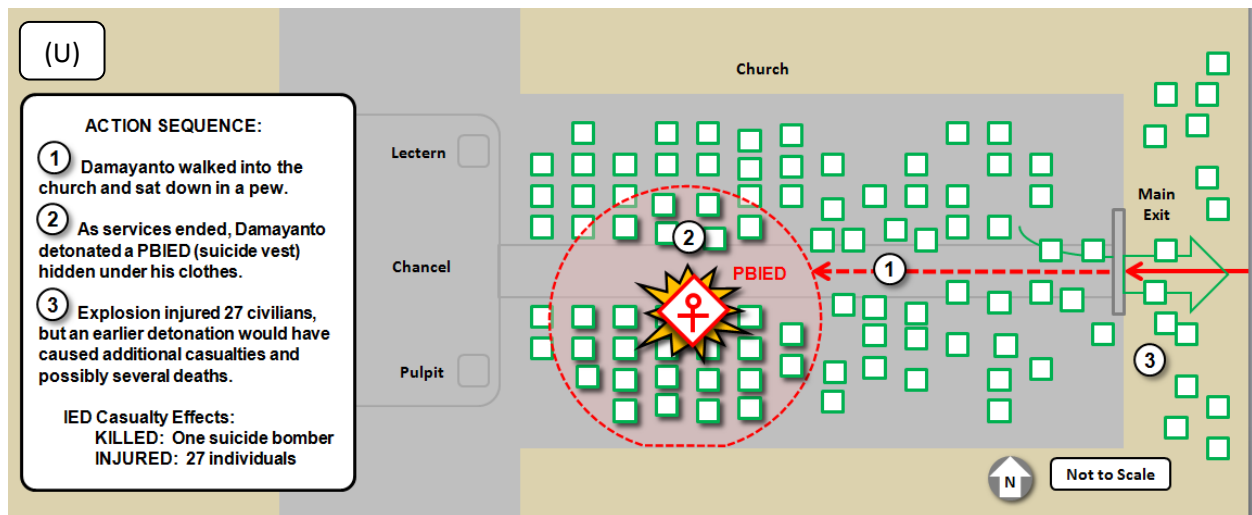 (U)
ACTION SEQUENCE:
1 Damayanto walked into the
church and sat down in a pew.
2 As services ended, Damayanto
detonated a PBIED (suicide vest)
hidden under his clothes.
3 Explosion injured 27 civilians,
but an earlier detonation would have
caused additional casualties and
possibly several deaths.
IED Casualty Effects:
KILLED: One suicide bomber
INJURED: 27 individuals
Church
Lectern
Chancel
Pulpit
2
PBIED
1
Main
Exit
3
N
Not to Scale